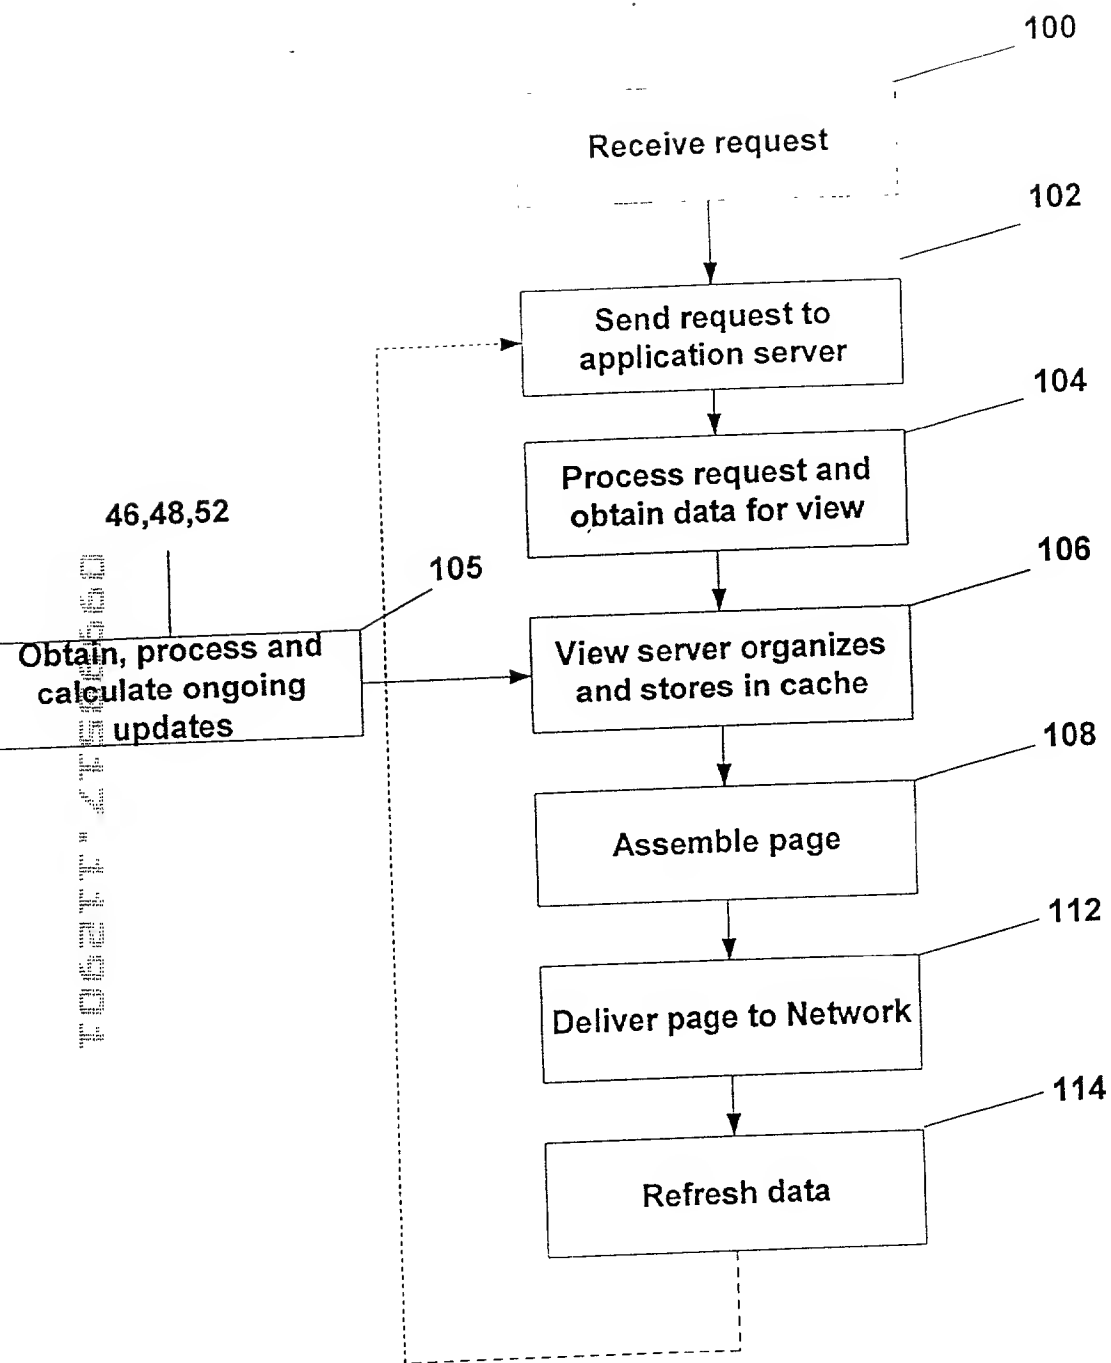 100
Receive request
102
Send request to
application server
104
Process request and
obtain data for view
46,48,52
105
106
Obtain, process and
calculate ongoing
updates
View server organizes
and stores in cache
108
Assemble page
112
Deliver page to Network
114
Refresh data